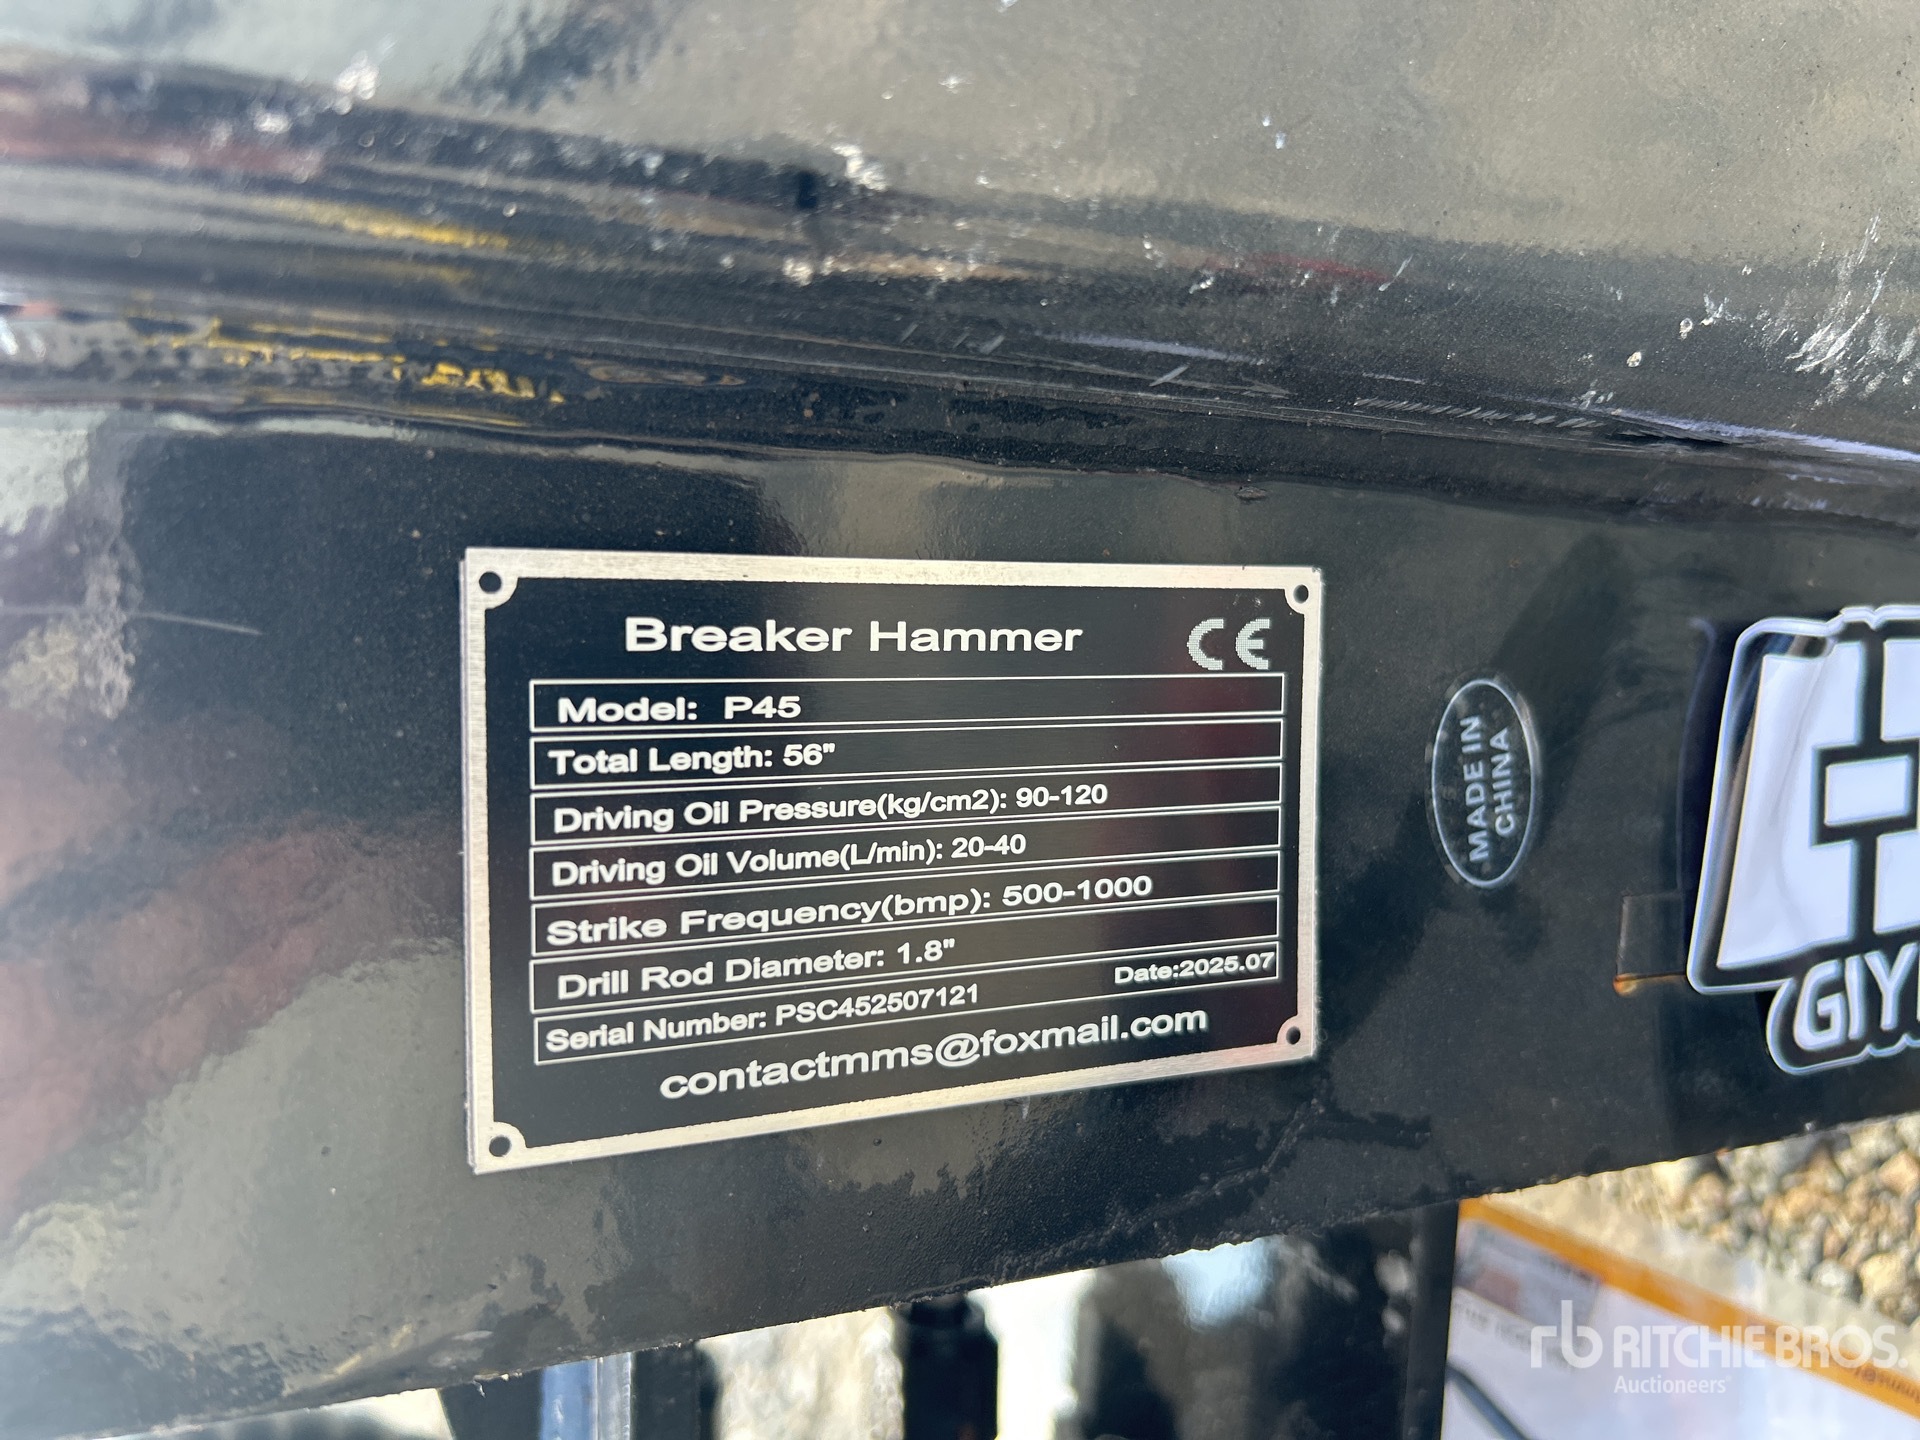 Breaker Hammer CE
Model: P45
Total Length: 56"
Driving Oil Pressure(kg/cm2): 90-120
Driving Oil Volume(L/min): 20-40
Strike Frequency(bmp): 500-1000
Drill Rod Diameter: 1.8"
Serial Number: PSC452507121 Date:2025.07
contactmms@foxmail.com
MADE IN
CHINA
rb RITCHIE BROS.
Auctioneers